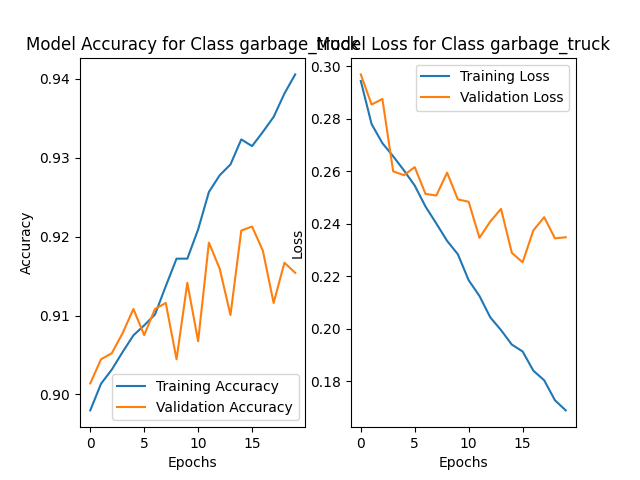 Model Accuracy for Class garbage_truck
0.94
0.93
0.92
0.91
0.90
Accuracy
Training Accuracy
Validation Accuracy
0
5
10
15
Epochs
Model Loss for Class garbage_truck
0.30
0.28
0.26
0.24
0.22
0.20
0.18
Loss
Training Loss
Validation Loss
0
5
10
15
Epochs